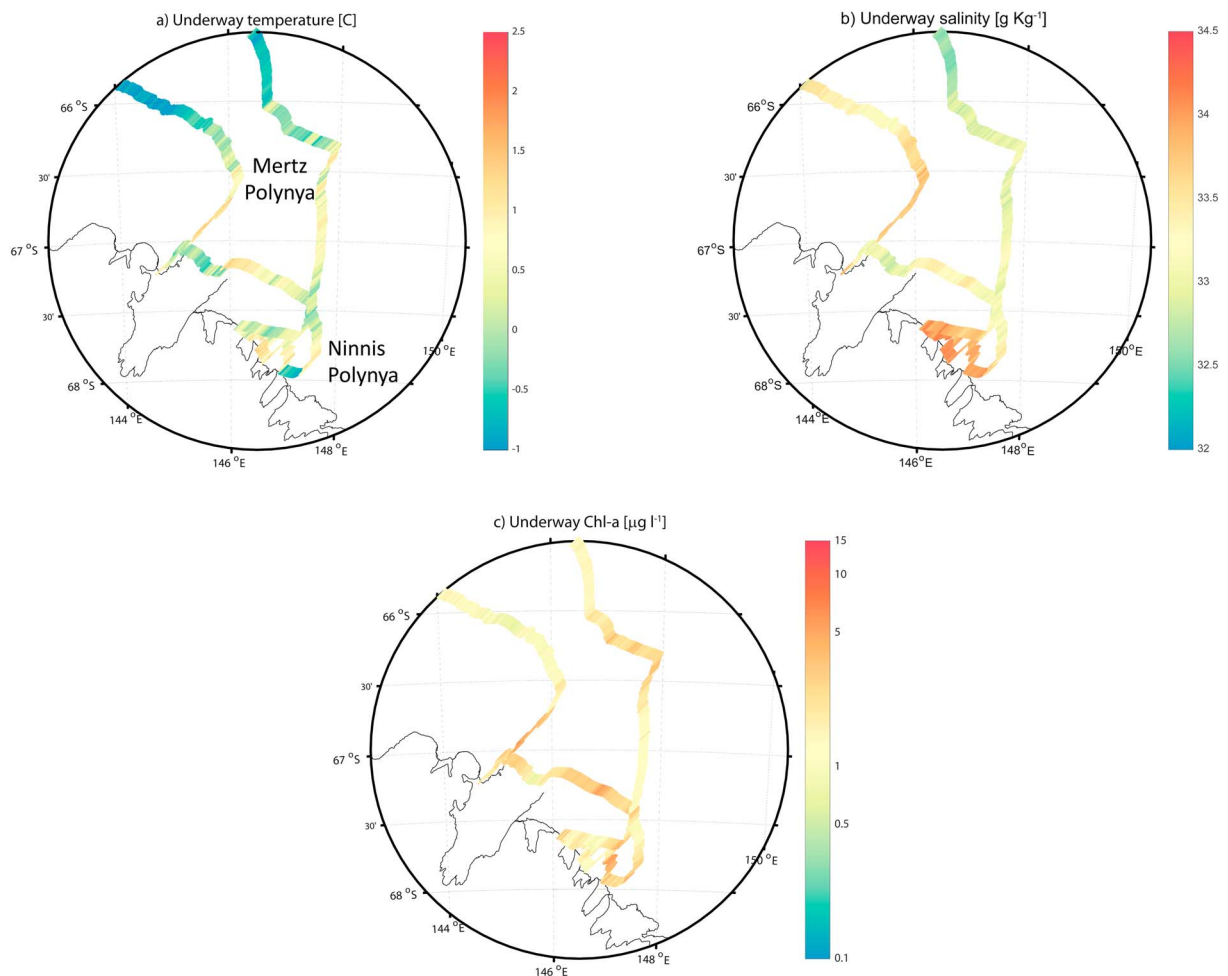 a) Underway temperature [C]
66 °S
30'
67 °S
30'
68 °S
144 °E
146 °E
148 °E
150 °E
Mertz
Polynya
Ninnis
Polynya
2.5
2
1.5
1
0.5
0
-0.5
-1
b) Underway salinity [g Kg⁻¹]
66 °S
30'
67 °S
30'
68 °S
144 °E
146 °E
148 °E
150 °E
34.5
34
33.5
33
32.5
32
c) Underway Chl-a [μg l⁻¹]
66 °S
30'
67 °S
30'
68 °S
144 °E
146 °E
148 °E
150 °E
15
10
5
1
0.5
0.1